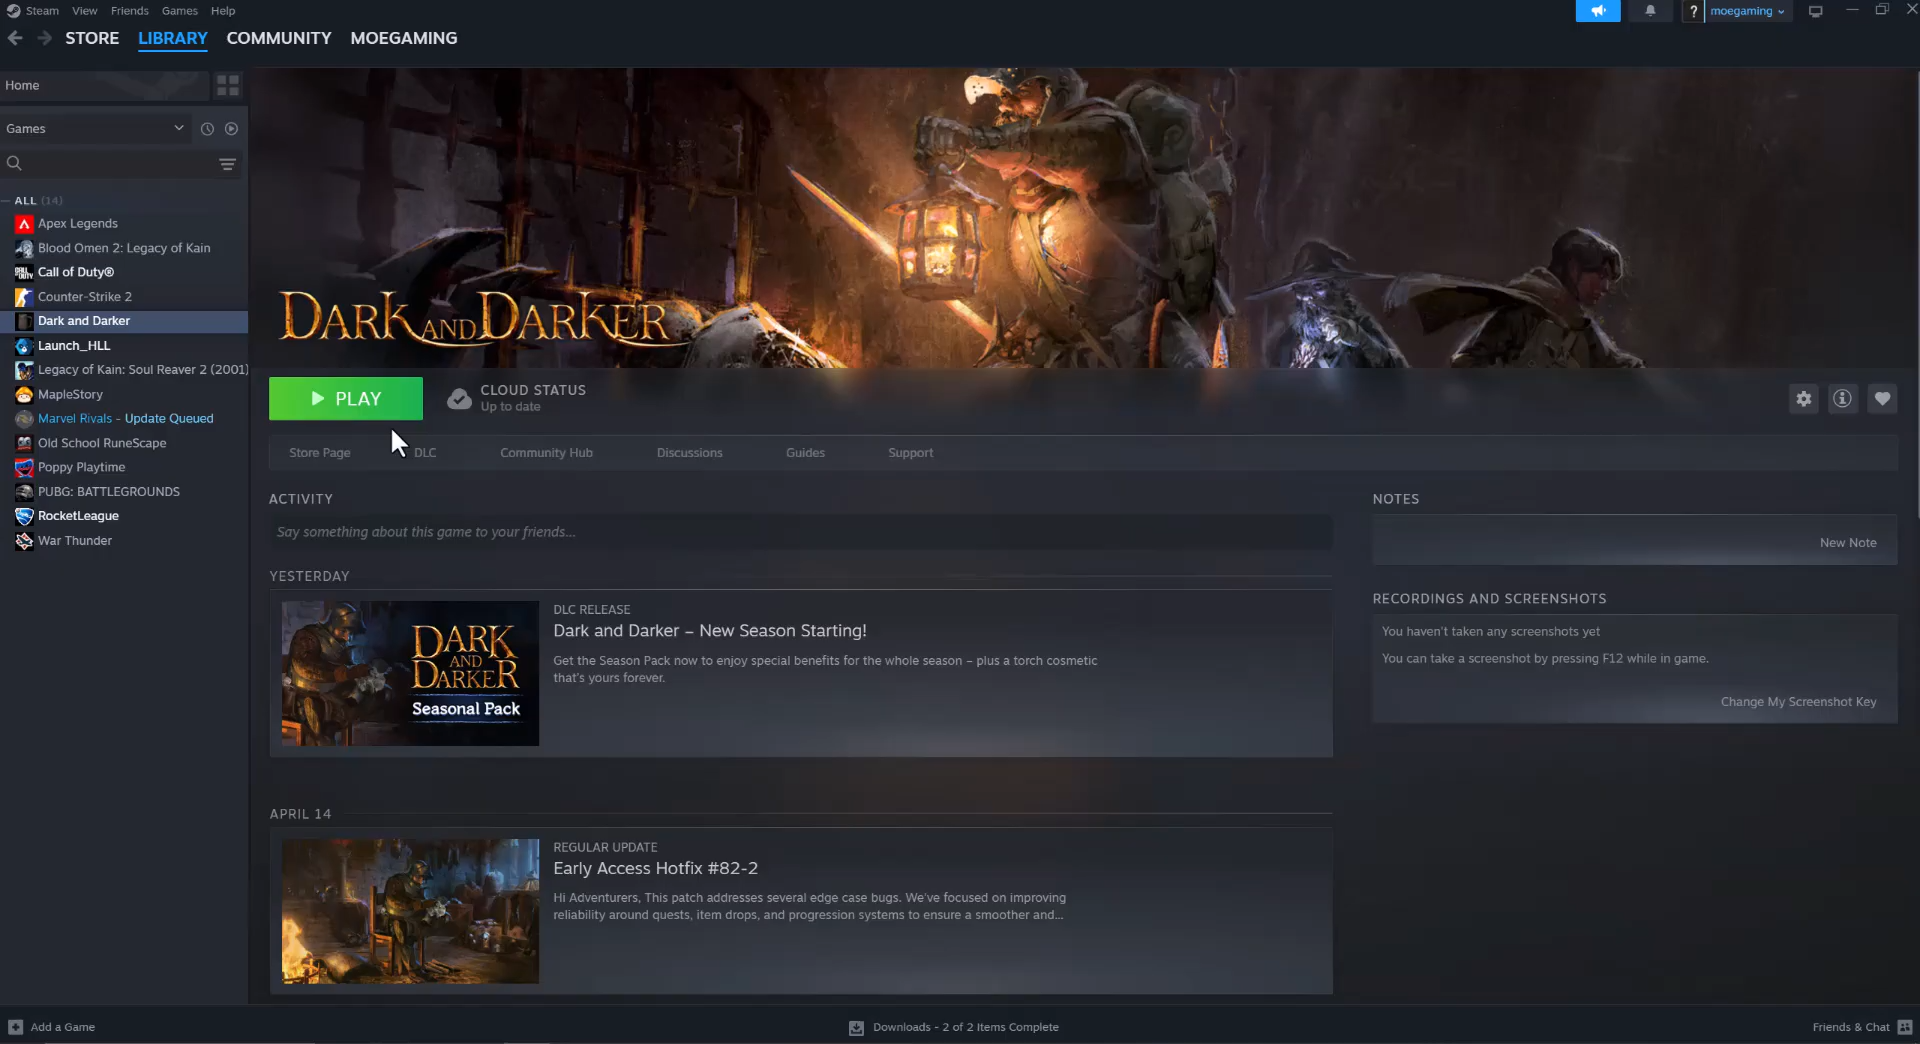 Steam View Friends Games Help
? moegaming
STORE LIBRARY COMMUNITY MOEGAMING
Home
Games
ALL (14)
Apex Legends
Blood Omen 2: Legacy of Kain
Call of Duty®
Counter-Strike 2
Dark and Darker
Launch_HLL
Legacy of Kain: Soul Reaver 2 (2001)
MapleStory
Marvel Rivals - Update Queued
Old School RuneScape
Poppy Playtime
PUBG: BATTLEGROUNDS
RocketLeague
War Thunder
DARK AND DARKER
PLAY
CLOUD STATUS
Up to date
Store Page DLC Community Hub Discussions Guides Support
ACTIVITY
Say something about this game to your friends...
YESTERDAY
DARK
AND
DARKER
Seasonal Pack
DLC RELEASE
Dark and Darker – New Season Starting!
Get the Season Pack now to enjoy special benefits for the whole season – plus a torch cosmetic
that's yours forever.
APRIL 14
REGULAR UPDATE
Early Access Hotfix #82-2
Hi Adventurers, This patch addresses several edge case bugs. We've focused on improving
reliability around quests, item drops, and progression systems to ensure a smoother and...
NOTES
New Note
RECORDINGS AND SCREENSHOTS
You haven't taken any screenshots yet
You can take a screenshot by pressing F12 while in game.
Change My Screenshot Key
Add a Game
Downloads - 2 of 2 Items Complete
Friends & Chat